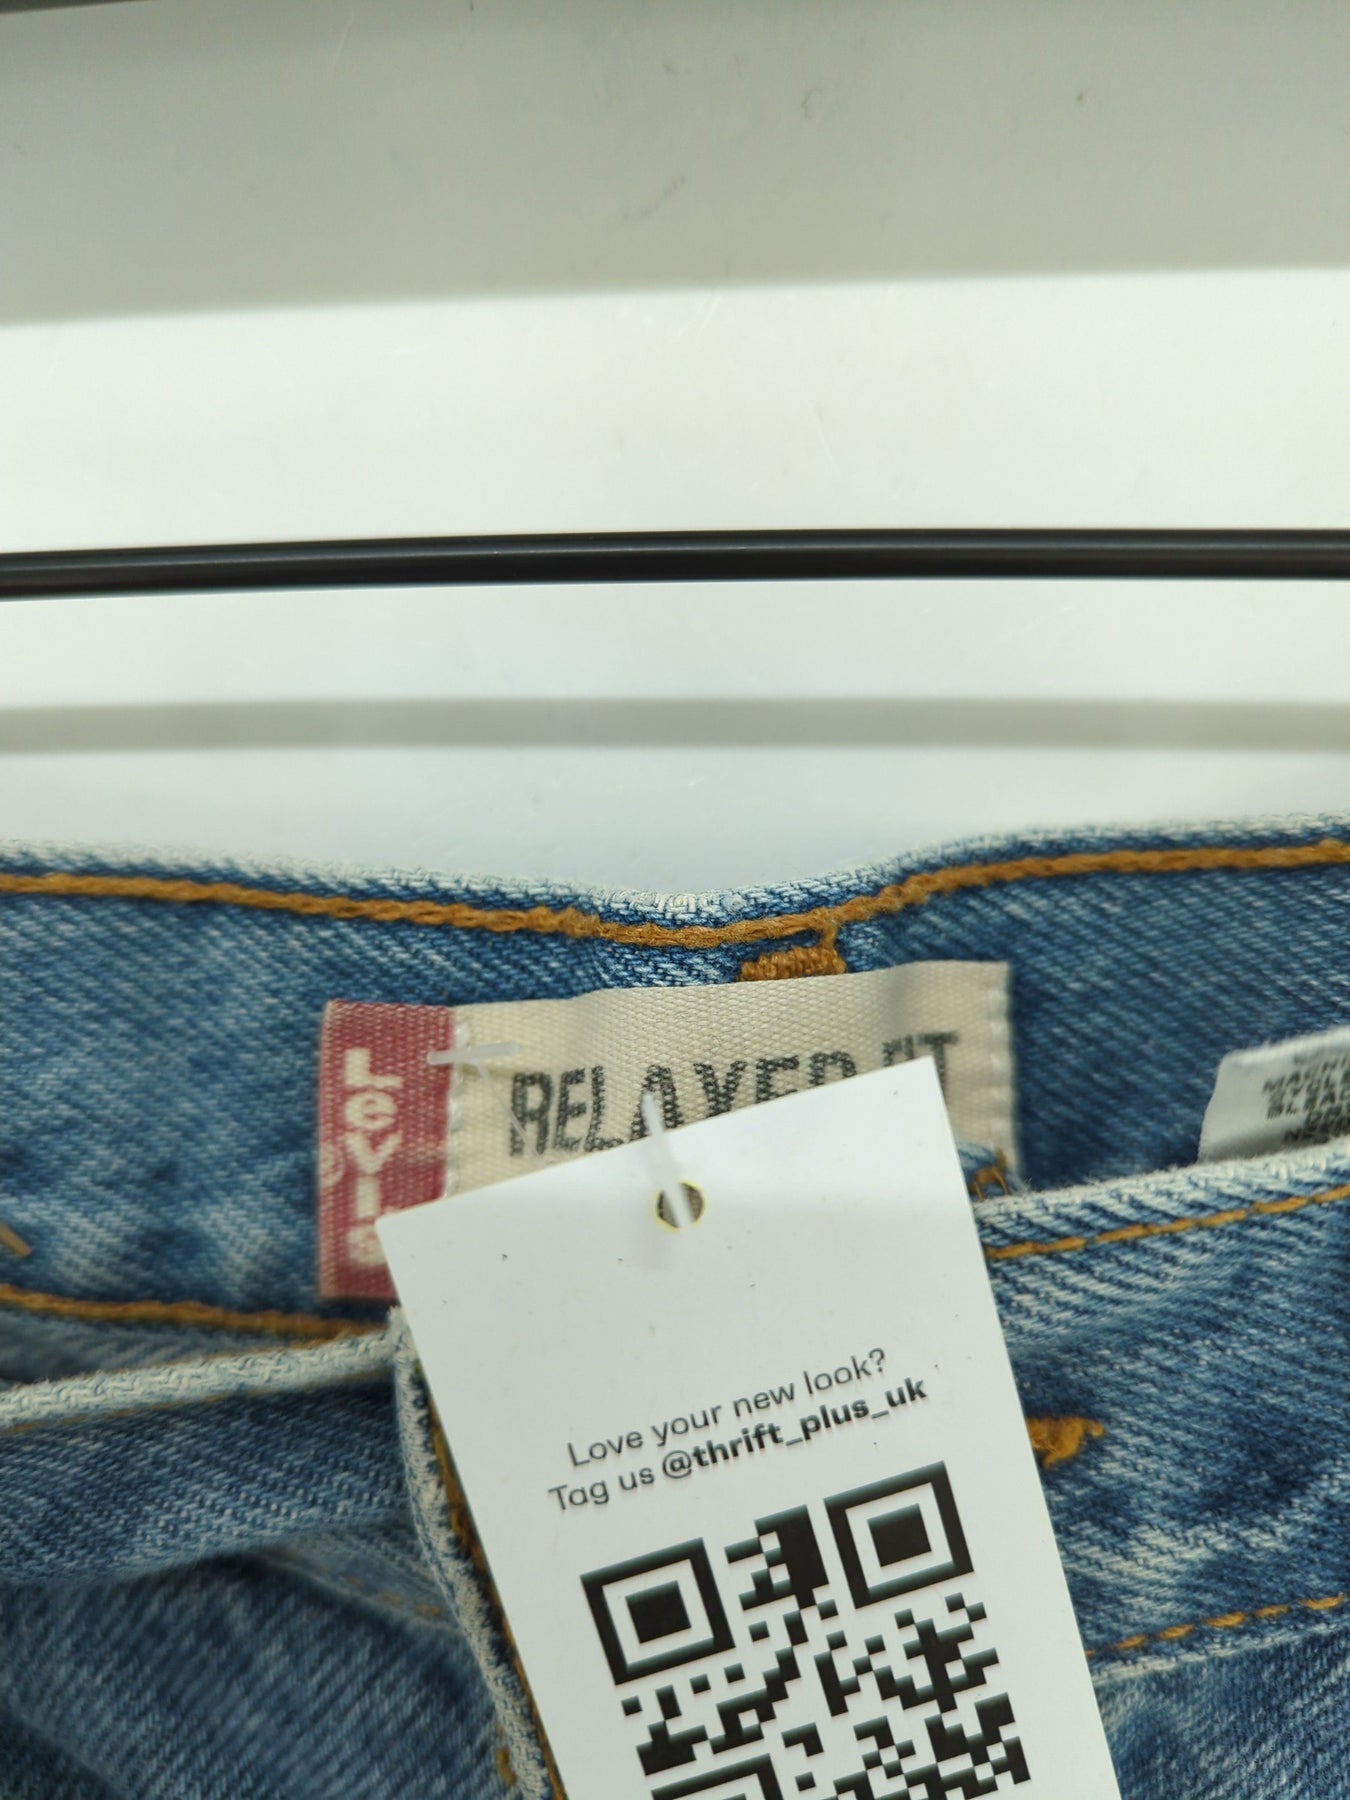 Levi's
RELAXED FIT
Love your new look?
Tag us @thrift_plus_uk